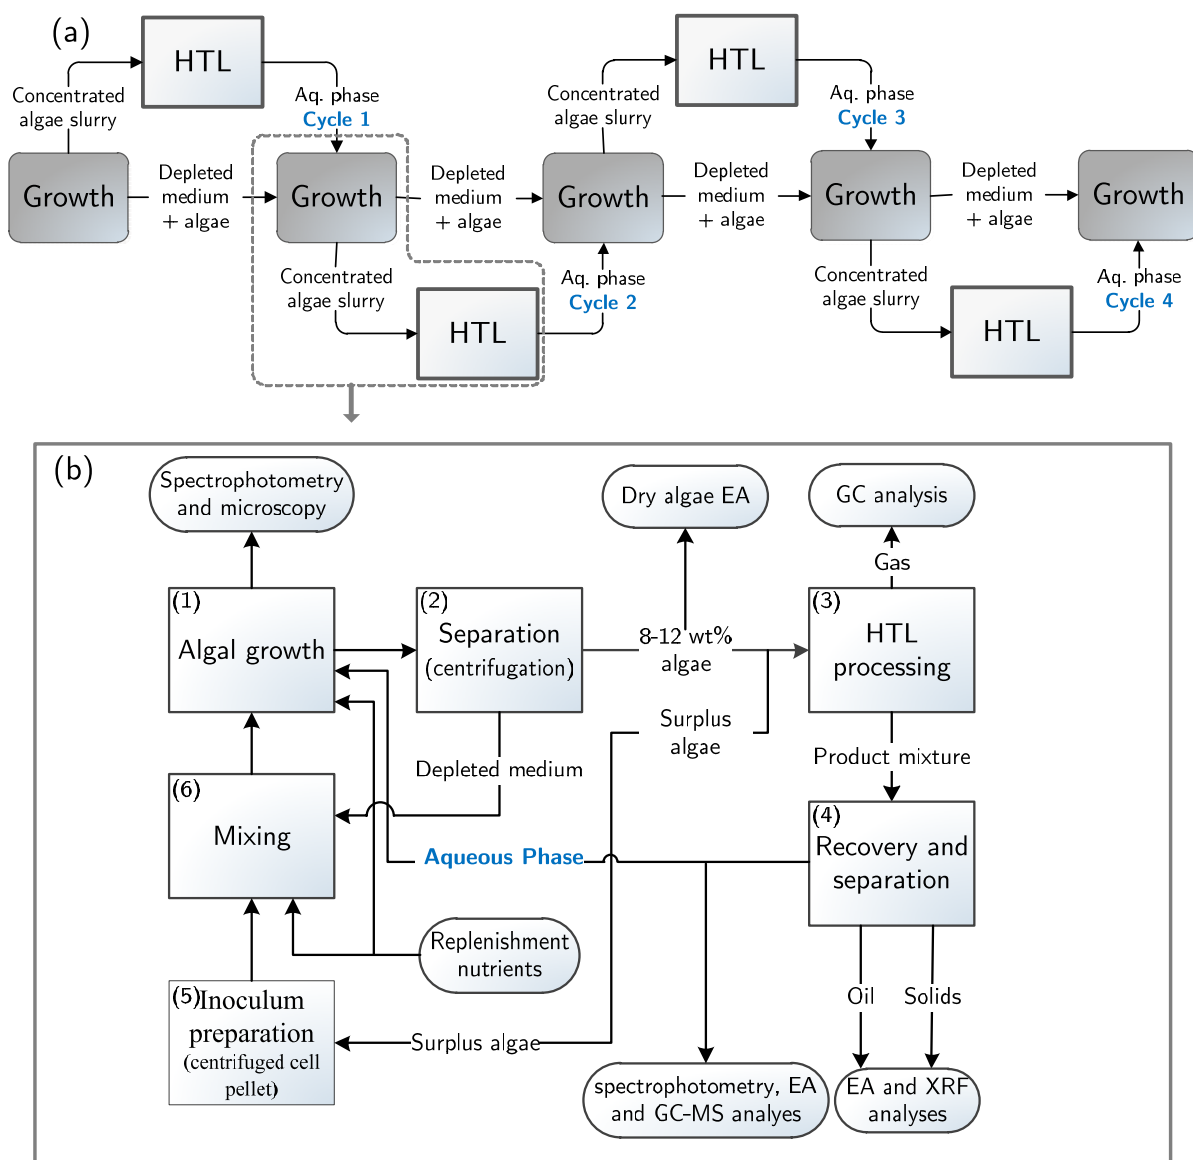 (a)
HTL
HTL
Concentrated
algae slurry
Aq. phase
Cycle 1
Concentrated
algae slurry
Aq. phase
Cycle 3
Growth
Depleted
medium
+ algae
Growth
Depleted
medium
+ algae
Growth
Depleted
medium
+ algae
Growth
Depleted
medium
+ algae
Growth
Concentrated
algae slurry
HTL
Aq. phase
Cycle 2
Concentrated
algae slurry
HTL
Aq. phase
Cycle 4
(b)
Spectrophotometry
and microscopy
Dry algae EA
GC analysis
Gas
(1)
Algal growth
(2)
Separation
(centrifugation)
8-12 wt%
algae
(3)
HTL
processing
Surplus
algae
Depleted medium
Product mixture
(6)
Mixing
(4)
Recovery and
separation
Aqueous Phase
Replenishment
nutrients
(5)
Inoculum
preparation
(centrifuged cell
pellet)
Surplus algae
Oil
Solids
spectrophotometry, EA
and GC-MS analyes
EA and XRF
analyses